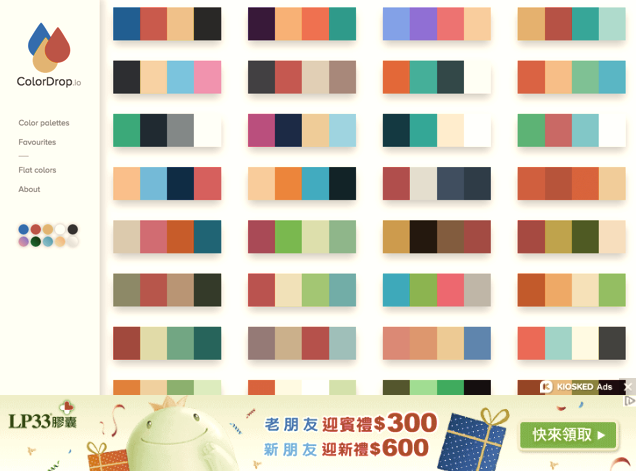 ColorDrop.io
Color palettes
Favourites
Flat colors
About
KIOSKED Ads
LP33膠囊
老朋友迎賓禮$300
新朋友迎新禮$600
快來領取